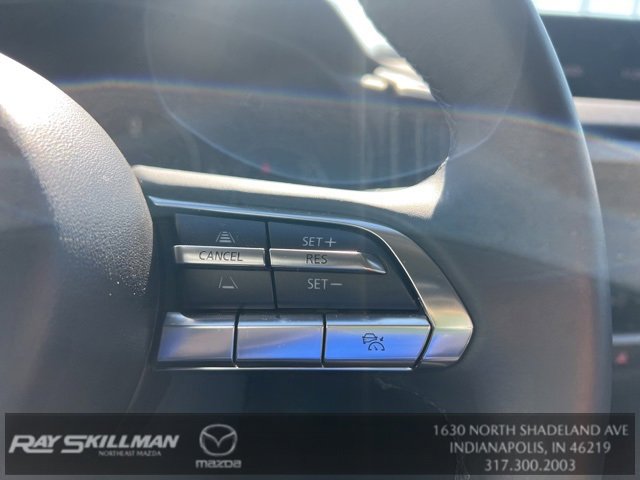 SET+
CANCEL RES
SET−
RAY SKILLMAN
NORTHEAST MAZDA
mazda
1630 NORTH SHADELAND AVE
INDIANAPOLIS, IN 46219
317.300.2003